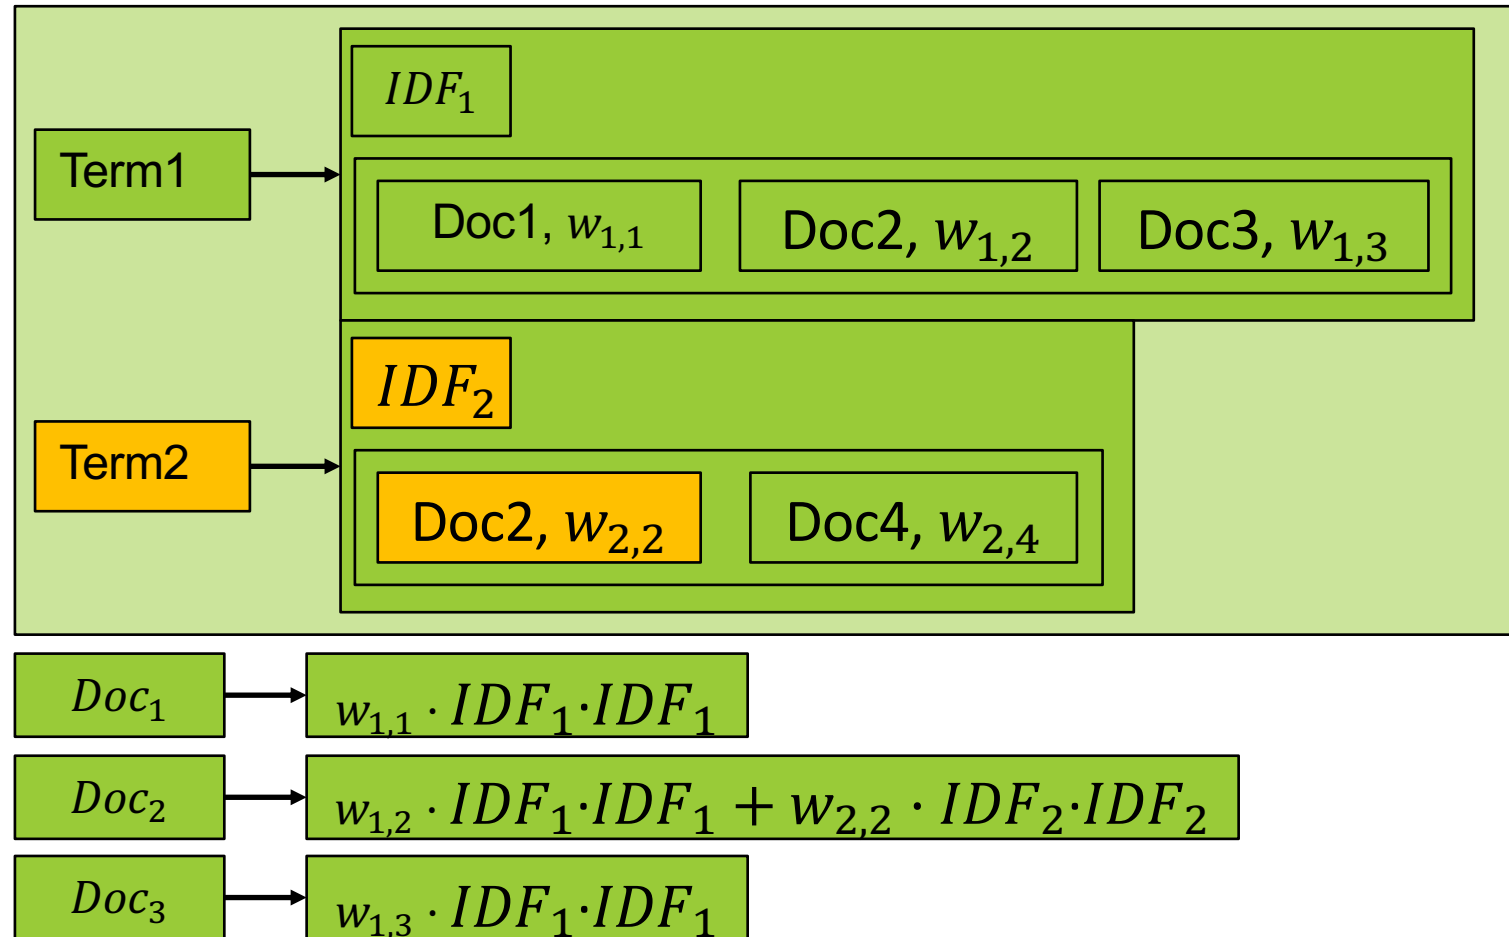 IDF₁
Term1
Doc1, w₁,₁ Doc2, w₁,₂ Doc3, w₁,₃
IDF₂
Term2
Doc2, w₂,₂ Doc4, w₂,₄
Doc₁ w₁,₁ · IDF₁·IDF₁
Doc₂ w₁,₂ · IDF₁·IDF₁ + w₂,₂ · IDF₂·IDF₂
Doc₃ w₁,₃ · IDF₁·IDF₁